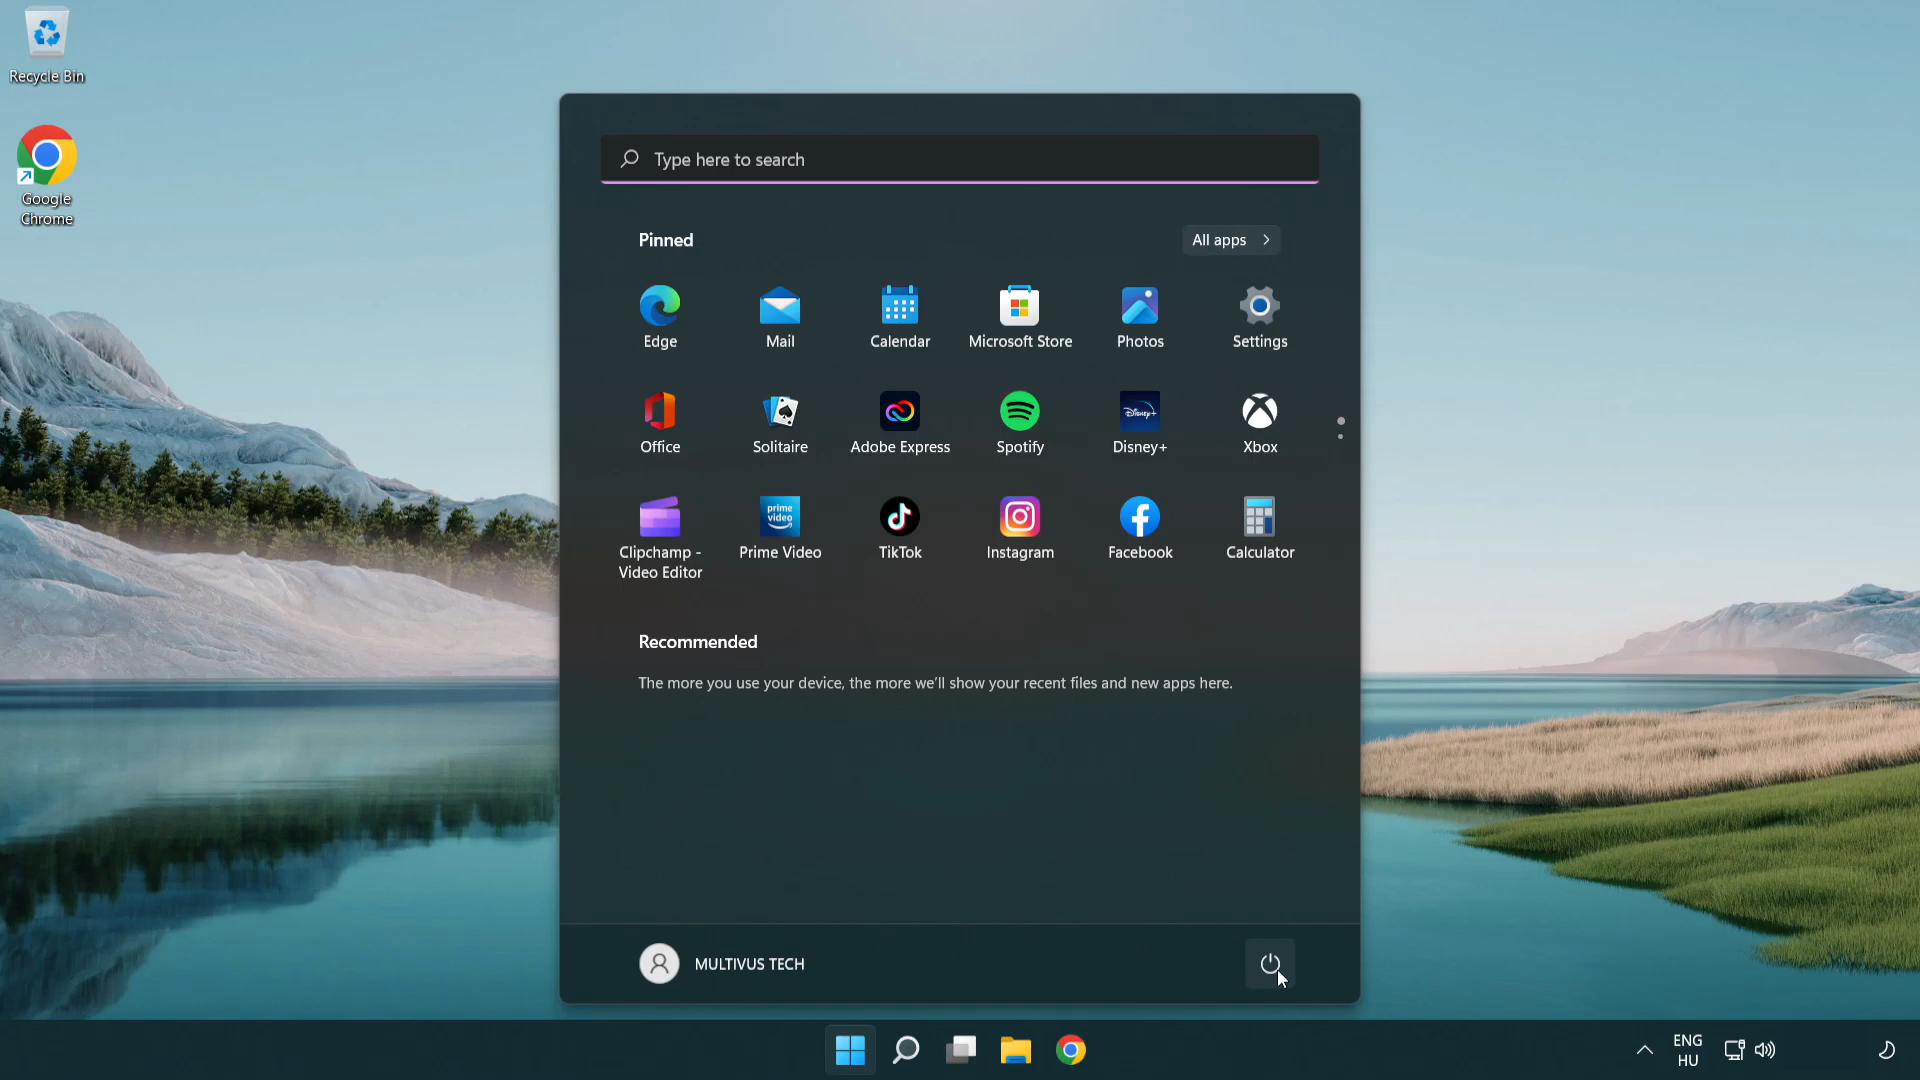 Recycle Bin
Google
Chrome
Type here to search
Pinned
All apps
Edge
Mail
Calendar
Microsoft Store
Photos
Settings
Office
Solitaire
Adobe Express
Spotify
Disney+
Disney+
Xbox
prime
video
Clipchamp -
Video Editor
Prime Video
TikTok
Instagram
Facebook
Calculator
Recommended
The more you use your device, the more we'll show your recent files and new apps here.
MULTIVUS TECH
ENG
HU